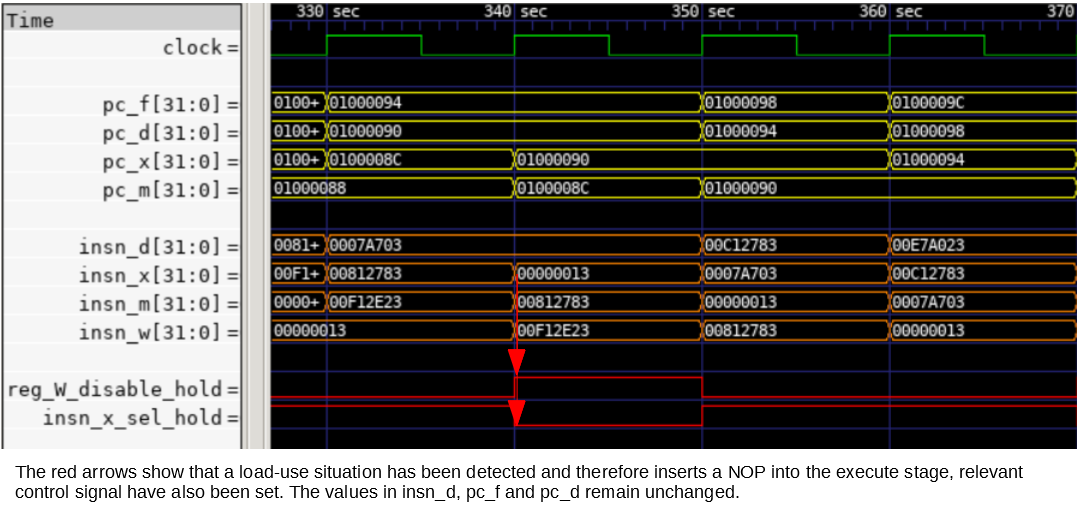 Time
330 sec 340 sec 350 sec 360 sec 370
clock =
pc_f[31:0] = 0100+ 01000094 01000098 0100009C
pc_d[31:0] = 0100+ 01000090 01000094 01000098
pc_x[31:0] = 0100+ 0100008C 01000090 01000094
pc_m[31:0] = 01000088 0100008C 01000090
insn_d[31:0] = 0081+ 0007A703 00C12783 00E7A023
insn_x[31:0] = 00F1+ 00812783 00000013 0007A703 00C12783
insn_m[31:0] = 0000+ 00F12E23 00812783 00000013 0007A703
insn_w[31:0] = 00000013 00F12E23 00812783 00000013
reg_W_disable_hold =
insn_x_sel_hold =
The red arrows show that a load-use situation has been detected and therefore inserts a NOP into the execute stage, relevant
control signal have also been set. The values in insn_d, pc_f and pc_d remain unchanged.